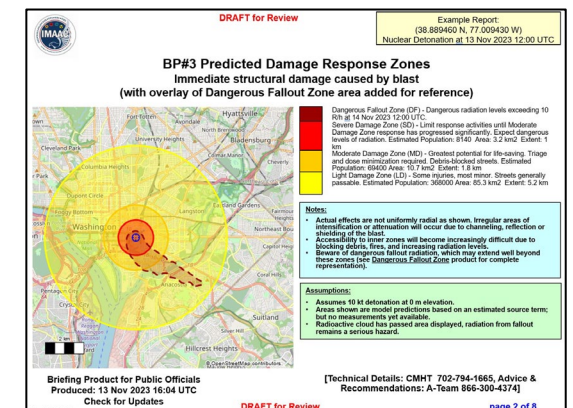 DRAFT for Review
IMAAC
Example Report:
(38.889460 N, 77.009430 W)
Nuclear Detonation at 13 Nov 2023 12:00 UTC
BP#3 Predicted Damage Response Zones
Immediate structural damage caused by blast
(with overlay of Dangerous Fallout Zone area added for reference)
Fort Totten
Hyattsville
North Brentwood
University Heights
Bladensburg
Cheverly
Columbia Heights
Foggy Bottom
Langston
Washington
Fairmount
Northeast Bou
Capitol Hei
Coral Hills
Anacostia
Suitland
Silver Hill
Hillcrest Heights
2 km
© OpenStreetMap contributors.
Dangerous Fallout Zone (DF) - Dangerous radiation levels exceeding 10
R/h at 14 Nov 2023 12:00 UTC.
Severe Damage Zone (SD) - Limit response activities until Moderate
Damage Zone response has progressed significantly. Expect dangerous
levels of radiation. Estimated Population: 8140 Area: 3.2 km2 Extent: 1
km
Moderate Damage Zone (MD) - Greatest potential for life-saving. Triage
and dose minimization required. Debris-blocked streets. Estimated
Population: 69400 Area: 10.7 km2 Extent: 1.8 km
Light Damage Zone (LD) - Some injuries, most minor. Streets generally
passable. Estimated Population: 368000 Area: 85.3 km2 Extent: 5.2 km
Notes:
• Actual effects are not uniformly radial as shown. Irregular areas of
intensification or attenuation will occur due to channeling, reflection or
shielding of the blast.
• Accessibility to inner zones will become increasingly difficult due to
blocking debris, fires, and increasing radiation levels.
• Beware of dangerous fallout radiation, which may extend well beyond
these zones (see Dangerous Fallout Zone product for complete
representation).
Assumptions:
• Assumes 10 kt detonation at 0 m elevation.
• Areas shown are model predictions based on an estimated source term;
but no measurements yet available.
• Radioactive cloud has passed area displayed, radiation from fallout
remains a serious hazard.
Briefing Product for Public Officials
Produced: 13 Nov 2023 16:04 UTC
Check for Updates
[Technical Details: CMHT 702-794-1665, Advice &
Recommendations: A-Team 866-300-4374]
DRAFT for Review
page 2 of 8